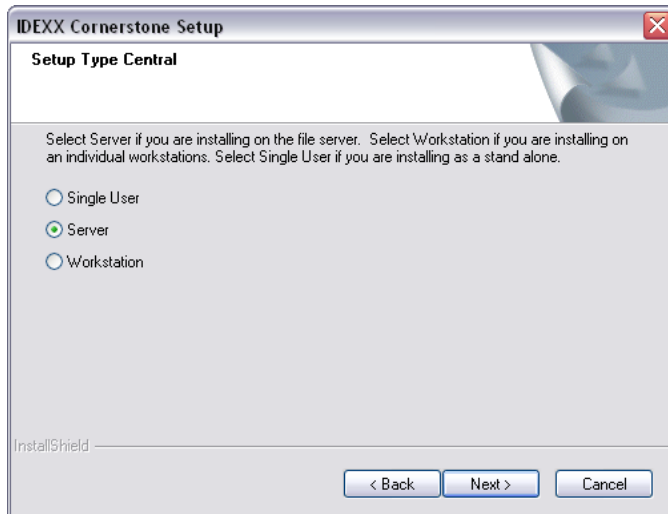 IDEXX Cornerstone Setup
Setup Type Central
Select Server if you are installing on the file server.  Select Workstation if you are installing on
an individual workstations. Select Single User if you are installing as a stand alone.
Single User
Server
Workstation
InstallShield
< Back
Next >
Cancel